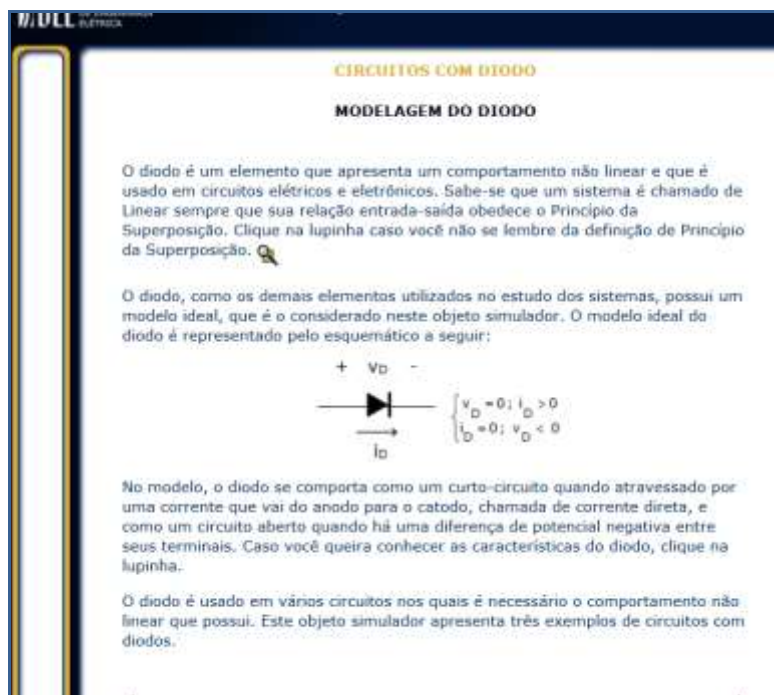 ELÉTRICA
CIRCUITOS COM DIODO
MODELAGEM DO DIODO
O diodo é um elemento que apresenta um comportamento não linear e que é
usado em circuitos elétricos e eletrônicos. Sabe-se que um sistema é chamado de
Linear sempre que sua relação entrada-saída obedece o Princípio da
Superposição. Clique na lupinha caso você não se lembre da definição de Princípio
da Superposição.
O diodo, como os demais elementos utilizados no estudo dos sistemas, possui um
modelo ideal, que é o considerado neste objeto simulador. O modelo ideal do
diodo é representado pelo esquemático a seguir:
+ vD -
vD =0; iD >0
iD =0; vD < 0
iD
No modelo, o diodo se comporta como um curto-circuito quando atravessado por
uma corrente que vai do anodo para o catodo, chamada de corrente direta, e
como um circuito aberto quando há uma diferença de potencial negativa entre
seus terminais. Caso você queira conhecer as características do diodo, clique na
lupinha.
O diodo é usado em vários circuitos nos quais é necessário o comportamento não
linear que possui. Este objeto simulador apresenta três exemplos de circuitos com
diodos.